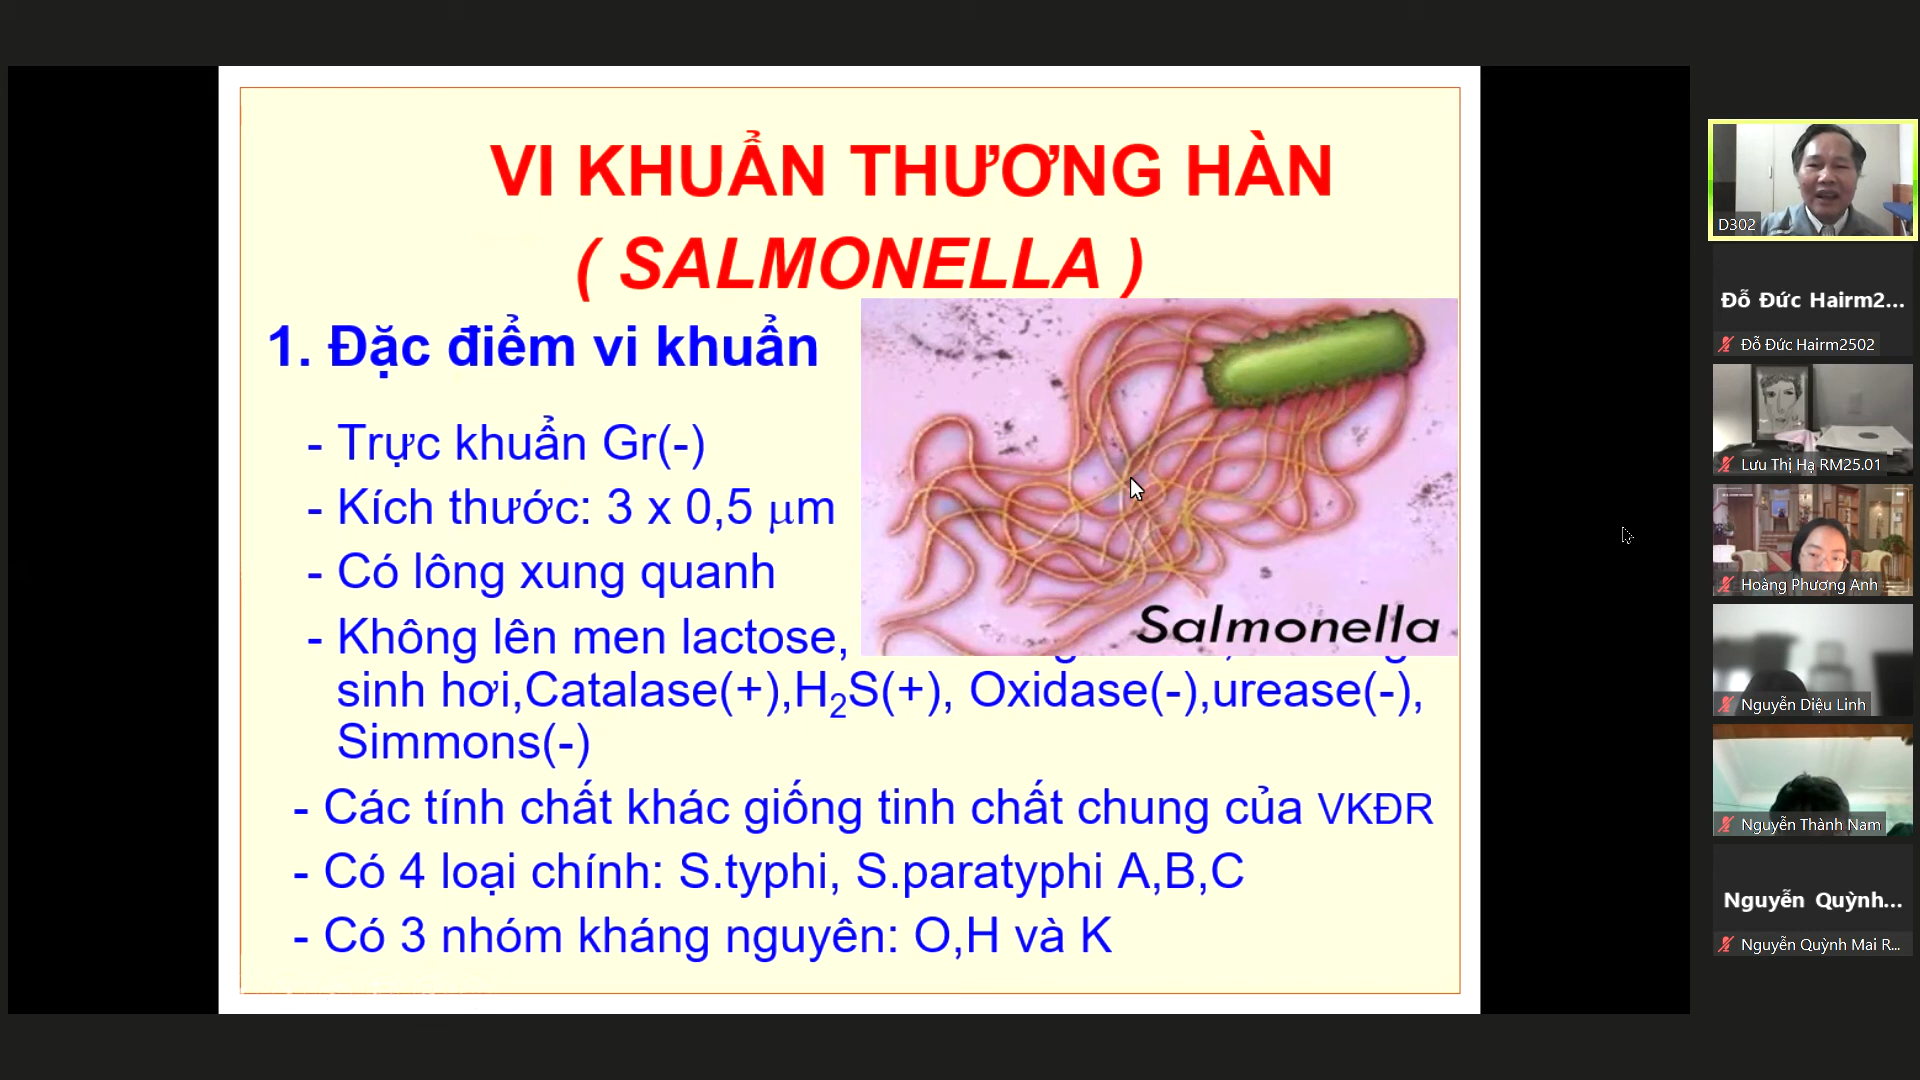 VI KHUẨN THƯƠNG HÀN
( SALMONELLA )
1. Đặc điểm vi khuẩn
- Trực khuẩn Gr(-)
- Kích thước: 3 x 0,5 μm
- Có lông xung quanh
- Không lên men lactose,
sinh hơi,Catalase(+),H₂S(+), Oxidase(-),urease(-),
Simmons(-)
- Các tính chất khác giống tinh chất chung của VKĐR
- Có 4 loại chính: S.typhi, S.paratyphi A,B,C
- Có 3 nhóm kháng nguyên: O,H và K
Salmonella
D302
Đỗ Đức Hairm2...
Đỗ Đức Hairm2502
Lưu Thị Hạ RM25.01
Hoàng Phương Anh
Nguyễn Diệu Linh
Nguyễn Thành Nam
Nguyễn Quỳnh...
Nguyễn Quỳnh Mai R...